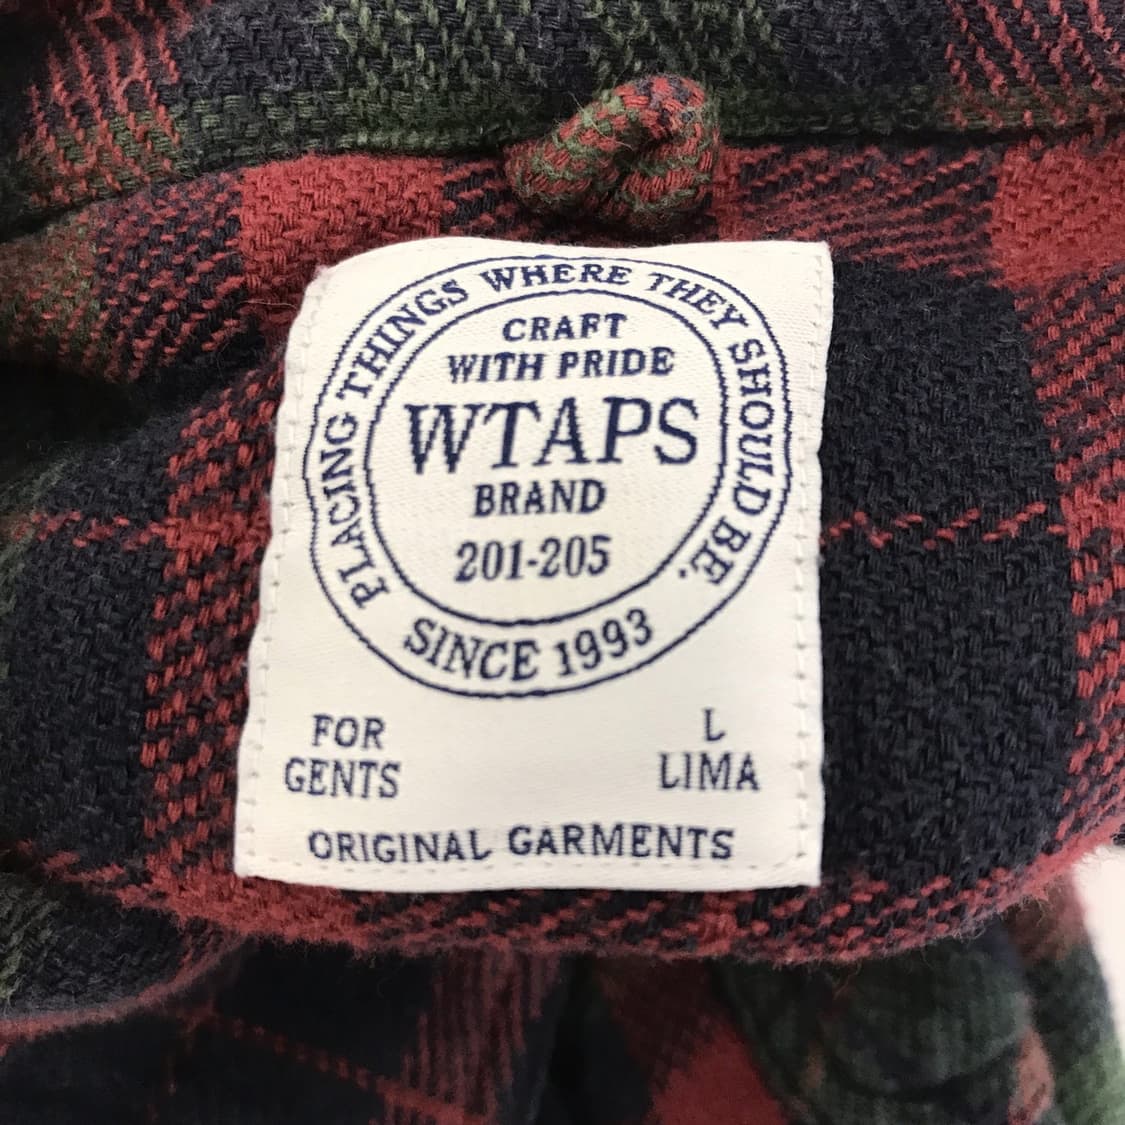 PLACING THINGS WHERE THEY SHOULD BE.
CRAFT
WITH PRIDE
WTAPS
BRAND
201-205
SINCE 1993
FOR
GENTS
L
LIMA
ORIGINAL GARMENTS